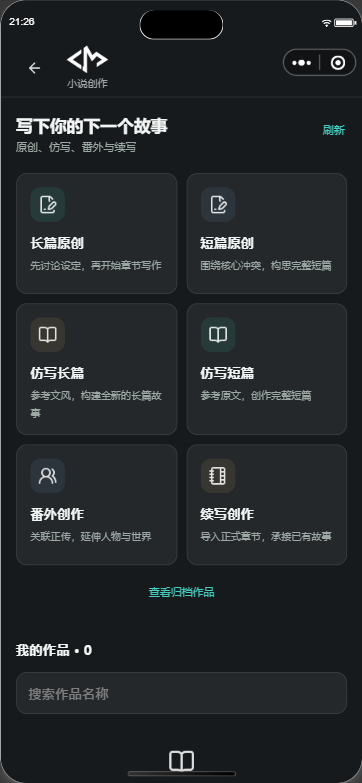 21:26
小说创作
写下你的下一个故事
刷新
原创、仿写、番外与续写
长篇原创
先讨论设定，再开始章节写作
短篇原创
围绕核心冲突，构思完整短篇
仿写长篇
参考文风，构建全新的长篇故
事
仿写短篇
参考原文，创作完整短篇
番外创作
关联正传，延伸人物与世界
续写创作
导入正式章节，承接已有故事
查看归档作品
我的作品 • 0
搜索作品名称